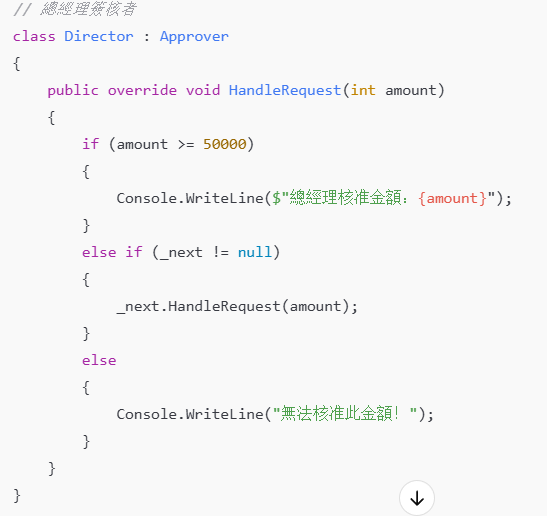 // 總經理簽核者
class Director : Approver
{
    public override void HandleRequest(int amount)
    {
        if (amount >= 50000)
        {
            Console.WriteLine($"總經理核准金額：{amount}");
        }
        else if (_next != null)
        {
            _next.HandleRequest(amount);
        }
        else
        {
            Console.WriteLine("無法核准此金額！");
        }
    }
}